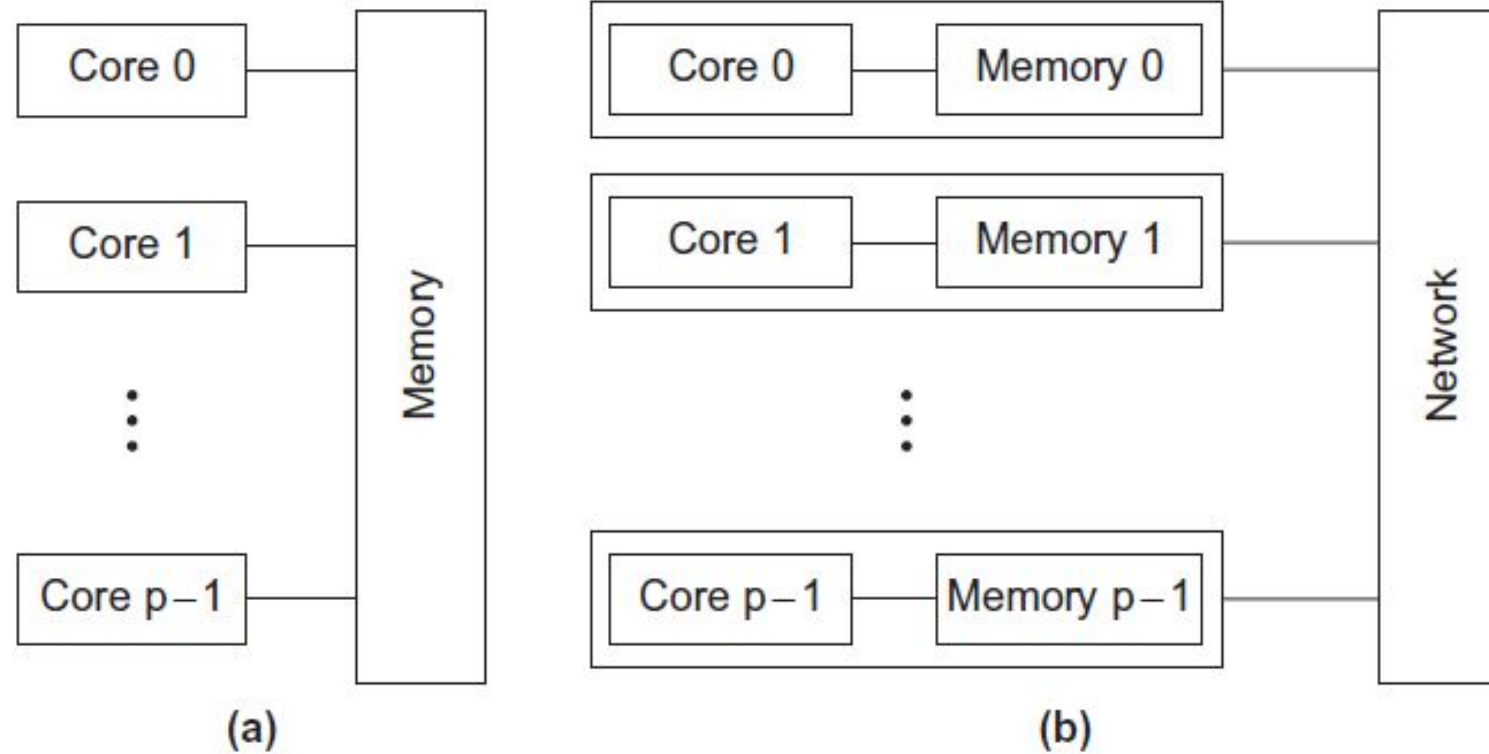 Core 0
Core 1
Core p−1
Memory
(a)
Core 0
Memory 0
Core 1
Memory 1
Core p−1
Memory p−1
Network
(b)